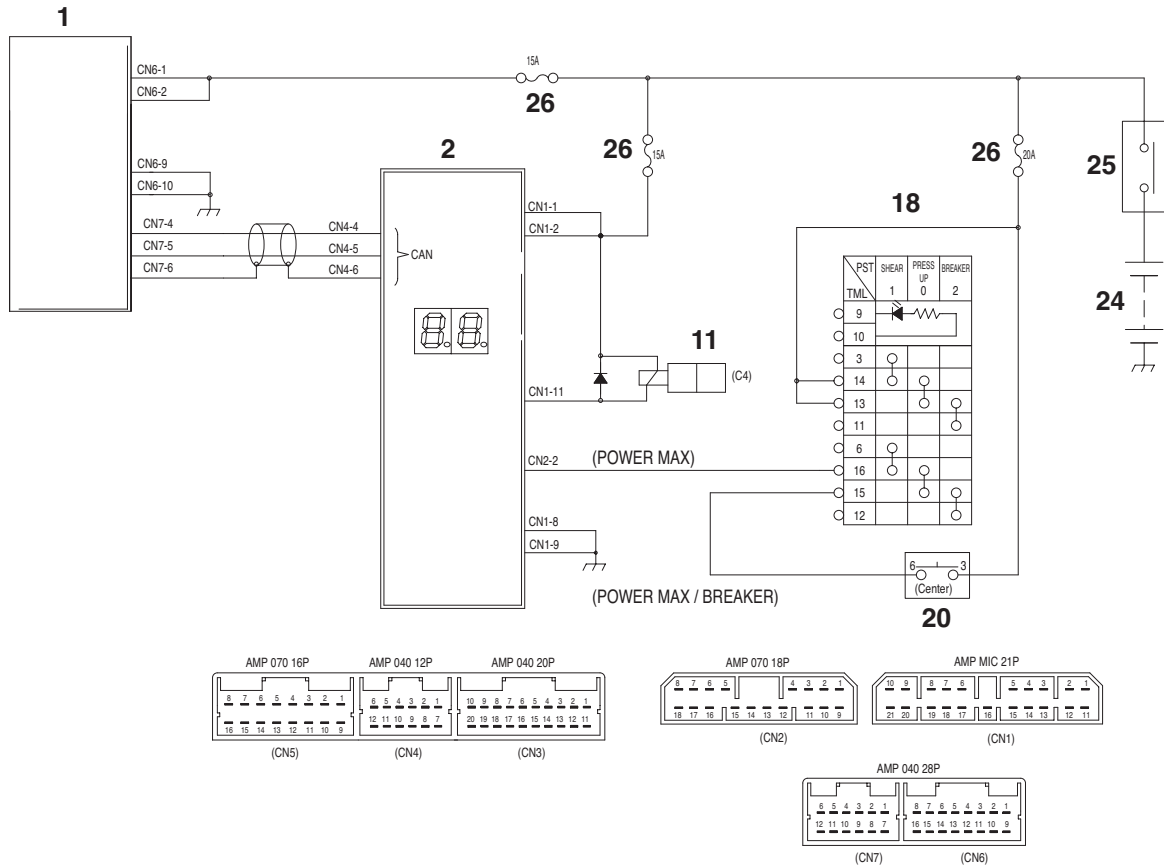 1
CN6-1
CN6-2
15A
26
2
26
15A
26
20A
25
18
CN6-9
CN6-10
CN7-4
CN4-4
CN7-5
CN4-5
CN7-6
CN4-6
CAN
CN1-1
CN1-2
24
PST
TML
SHEAR
1
PRESS
UP
0
BREAKER
2
9
10
3
14
13
11
6
16
15
12
8.8.
11
(C4)
CN1-11
CN2-2
(POWER MAX)
CN1-8
CN1-9
(POWER MAX / BREAKER)
6
3
(Center)
20
AMP 070 16P
8 7 6 5 4 3 2 1
16 15 14 13 12 11 10 9
(CN5)
AMP 040 12P
6 5 4 3 2 1
12 11 10 9 8 7
(CN4)
AMP 040 20P
10 9 8 7 6 5 4 3 2 1
20 19 18 17 16 15 14 13 12 11
(CN3)
AMP 070 18P
8 7 6 5 4 3 2 1
18 17 16 15 14 13 12 11 10 9
(CN2)
AMP MIC 21P
10 9 8 7 6 5 4 3 2 1
21 20 19 18 17 16 15 14 13 12 11
(CN1)
AMP 040 28P
6 5 4 3 2 1
12 11 10 9 8 7
(CN7)
8 7 6 5 4 3 2 1
16 15 14 13 12 11 10 9
(CN6)